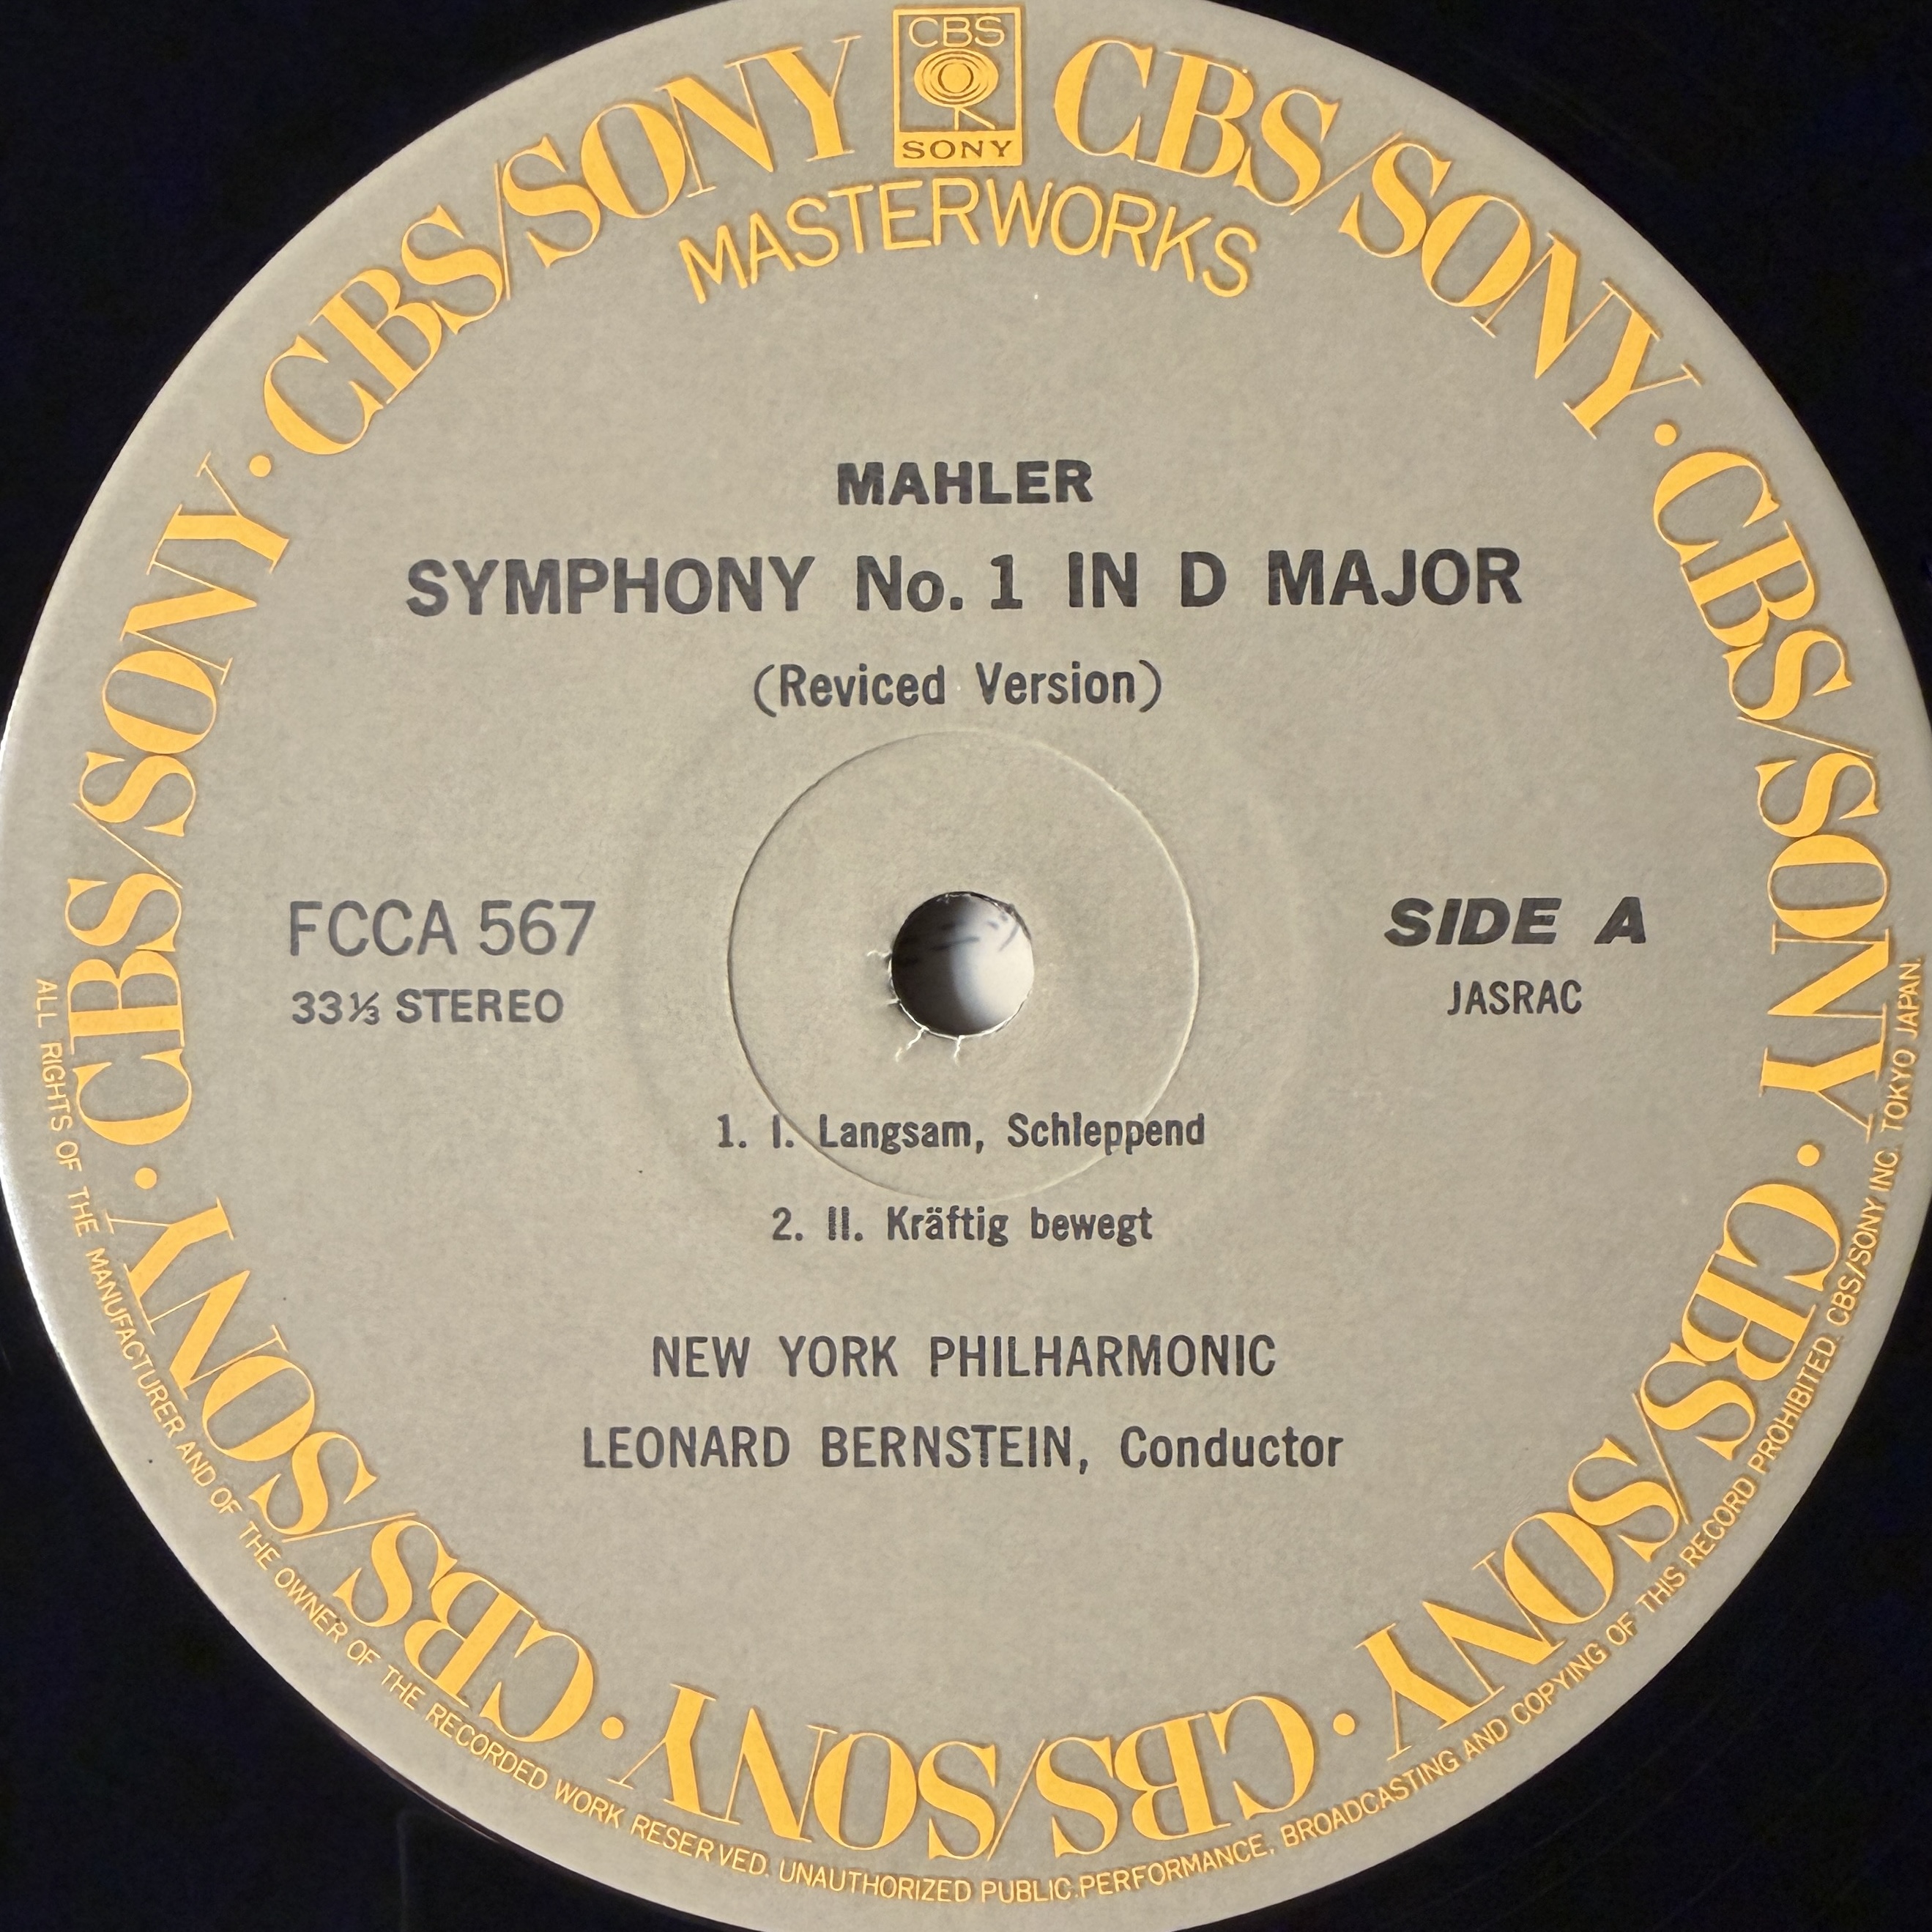 CBS
SONY
CBS/SONY · CBS/SONY · CBS/SONY · CBS/SONY · CBS/SONY · CBS/SONY · CBS/SONY · CBS/SONY
MASTERWORKS
MAHLER
SYMPHONY No. 1 IN D MAJOR
(Reviced Version)
FCCA 567
33⅓ STEREO
SIDE A
JASRAC
1. I. Langsam, Schleppend
2. II. Kräftig bewegt
NEW YORK PHILHARMONIC
LEONARD BERNSTEIN, Conductor
ALL RIGHTS OF THE MANUFACTURER AND OF THE OWNER OF THE RECORDED WORK RESERVED. UNAUTHORIZED PUBLIC PERFORMANCE, BROADCASTING AND COPYING OF THIS RECORD PROHIBITED. CBS/SONY INC. TOKYO JAPAN.